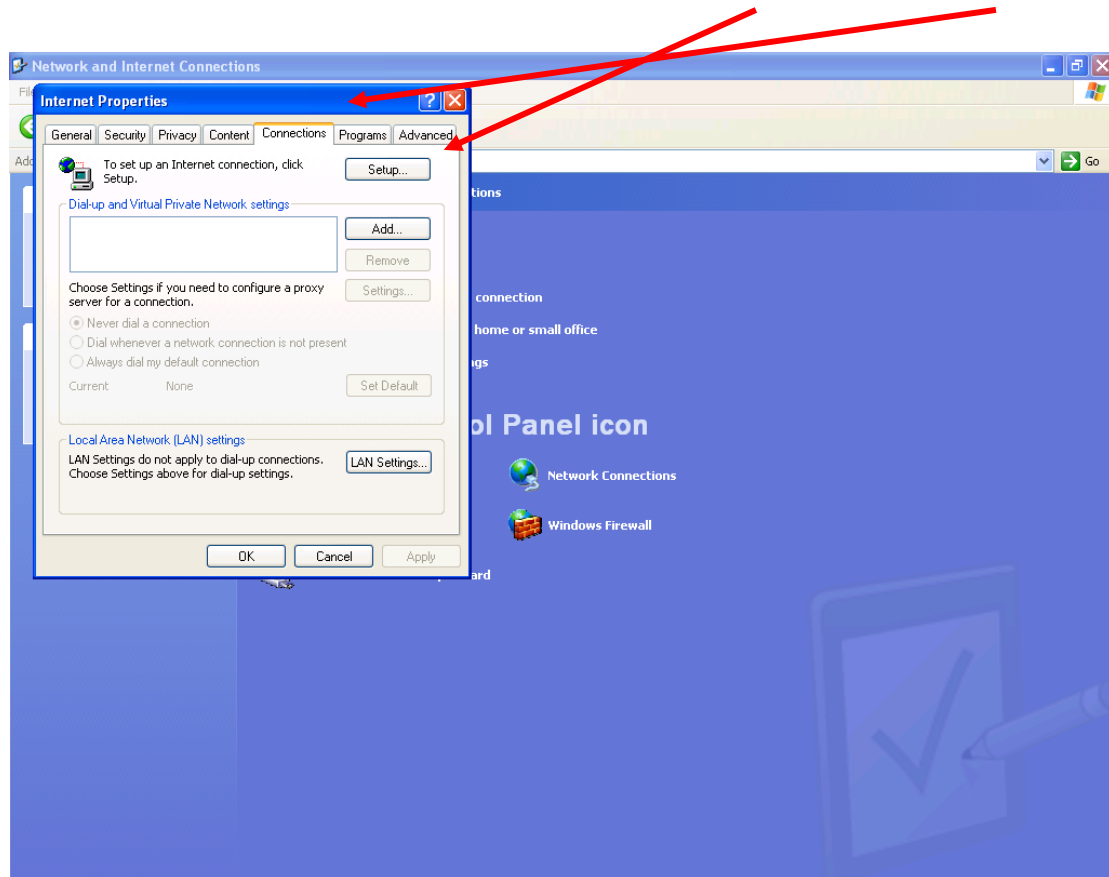 Network and Internet Connections
Internet Properties
General Security Privacy Content Connections Programs Advanced
Go
To set up an Internet connection, click
Setup.
Setup...
tions
Dial-up and Virtual Private Network settings
Add...
Remove
Choose Settings if you need to configure a proxy
server for a connection.
Settings...
connection
Never dial a connection
home or small office
Dial whenever a network connection is not present
Always dial my default connection
Current None
Set Default
ol Panel icon
Local Area Network (LAN) settings
LAN Settings do not apply to dial-up connections.
Choose Settings above for dial-up settings.
LAN Settings...
Network Connections
Windows Firewall
OK Cancel Apply
ard